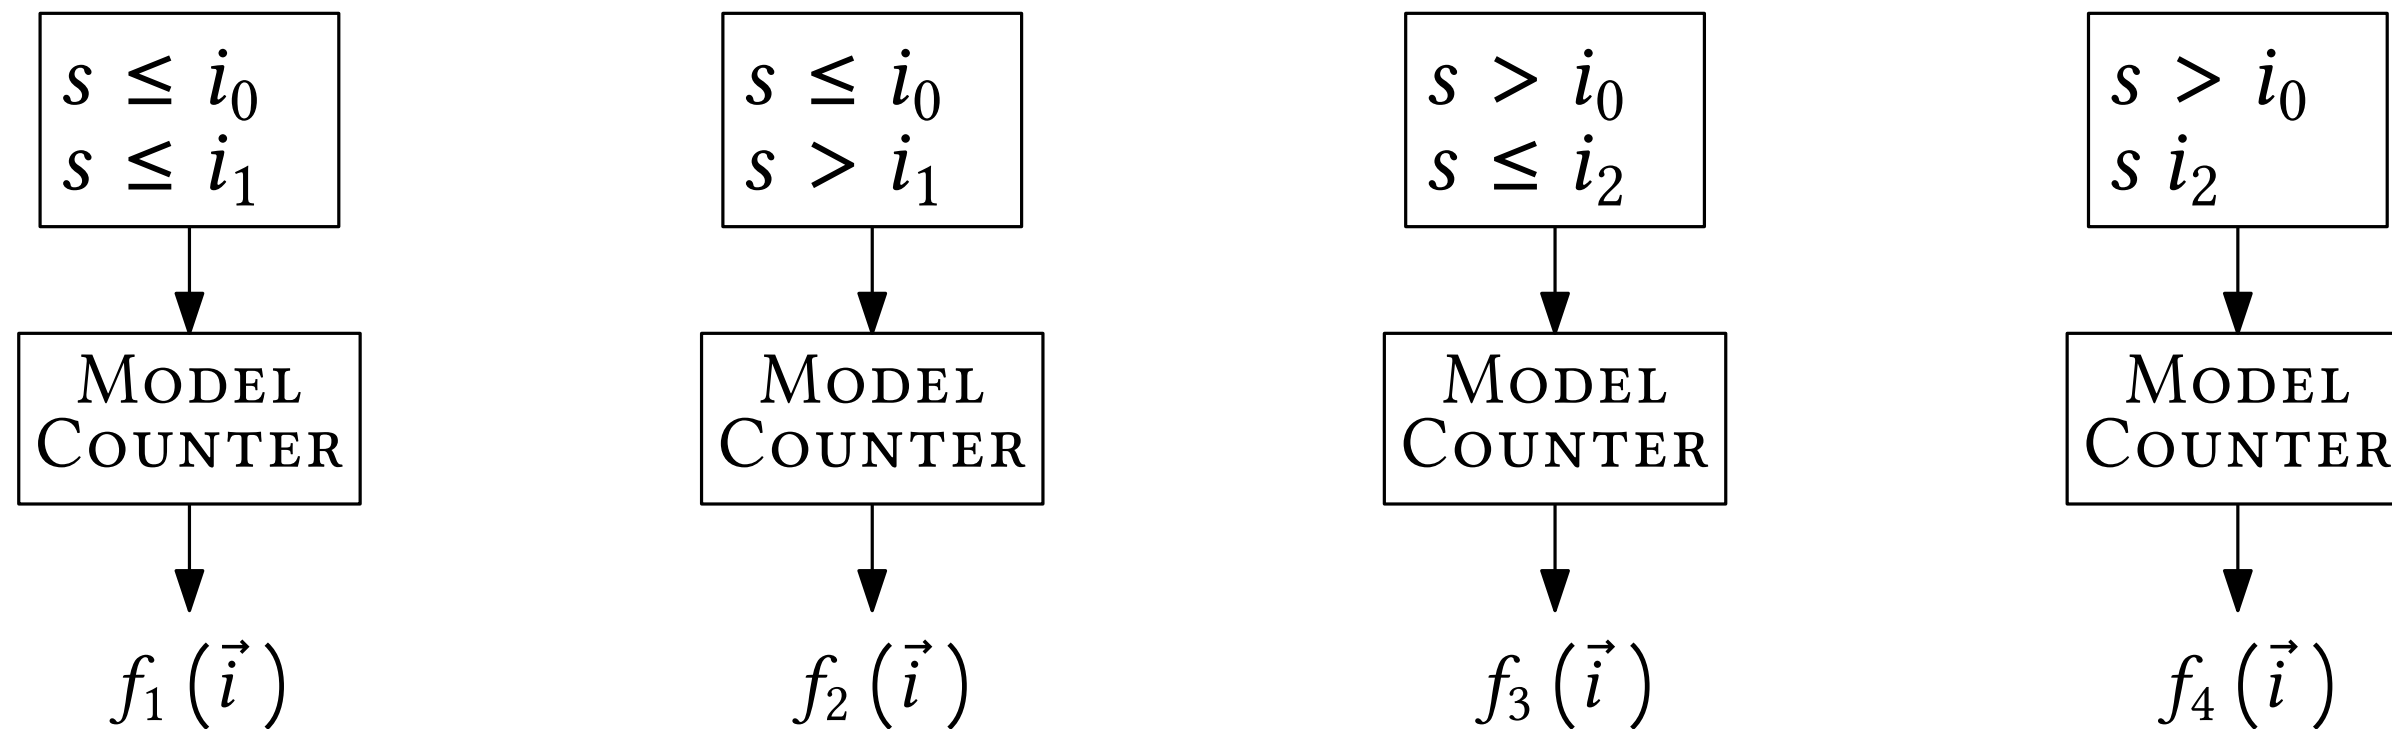 s ≤ i₀
s ≤ i₁
s ≤ i₀
s > i₁
s > i₀
s ≤ i₂
s > i₀
s i₂
MODEL
COUNTER
MODEL
COUNTER
MODEL
COUNTER
MODEL
COUNTER
f₁ (i⃗)
f₂ (i⃗)
f₃ (i⃗)
f₄ (i⃗)